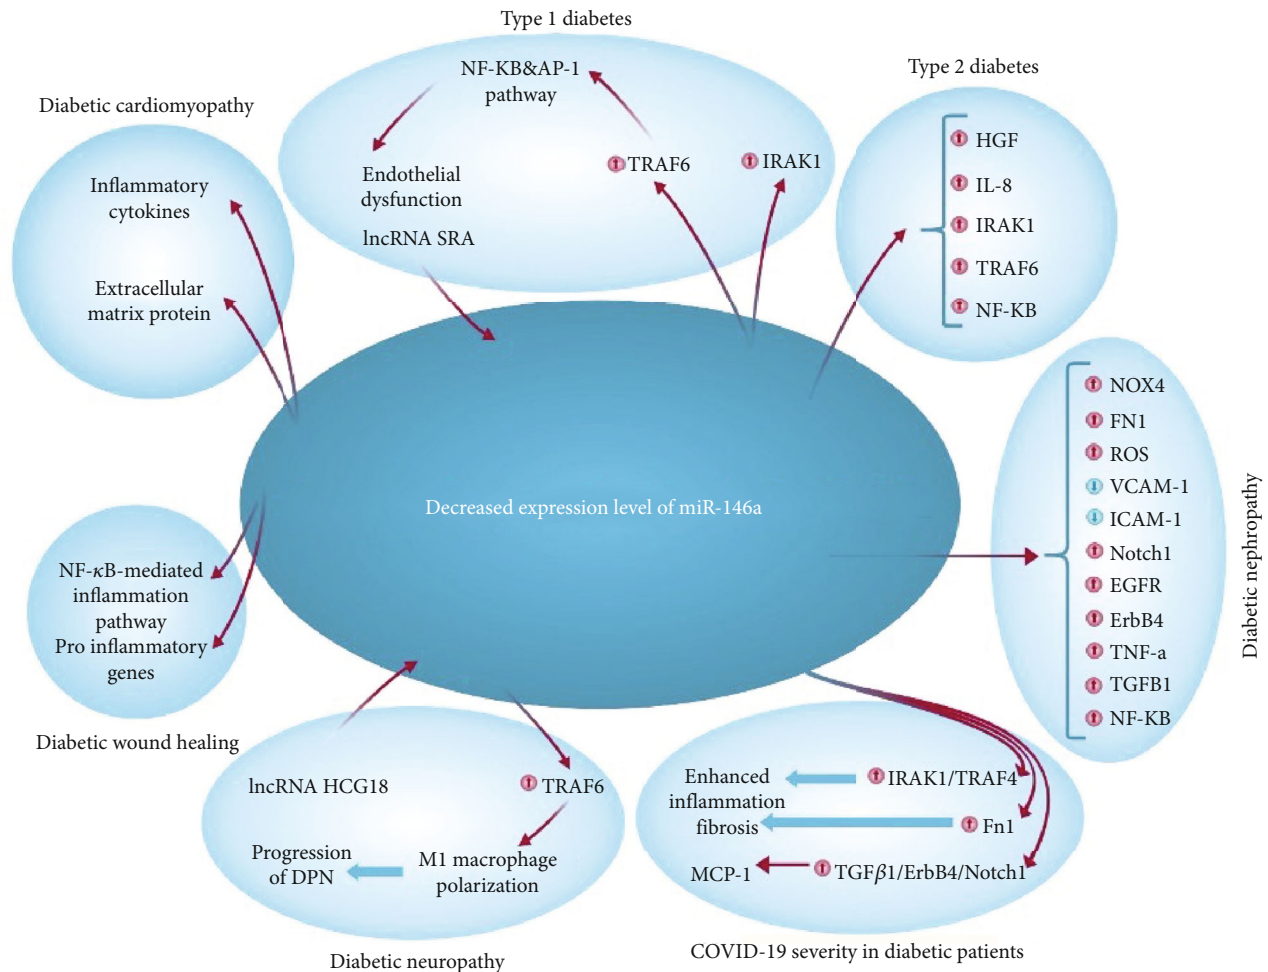 Type 1 diabetes
NF-KB&AP-1
pathway
Endothelial
dysfunction
lncRNA SRA
TRAF6
IRAK1
Type 2 diabetes
HGF
IL-8
IRAK1
TRAF6
NF-KB
Diabetic cardiomyopathy
Inflammatory
cytokines
Extracellular
matrix protein
Decreased expression level of miR-146a
NOX4
FN1
ROS
VCAM-1
ICAM-1
Notch1
EGFR
ErbB4
TNF-a
TGFB1
NF-KB
Diabetic nephropathy
NF-κB-mediated
inflammation
pathway
Pro inflammatory
genes
Diabetic wound healing
lncRNA HCG18
TRAF6
M1 macrophage
polarization
Progression
of DPN
Diabetic neuropathy
Enhanced
inflammation
fibrosis
IRAK1/TRAF4
Fn1
MCP-1
TGFβ1/ErbB4/Notch1
COVID-19 severity in diabetic patients